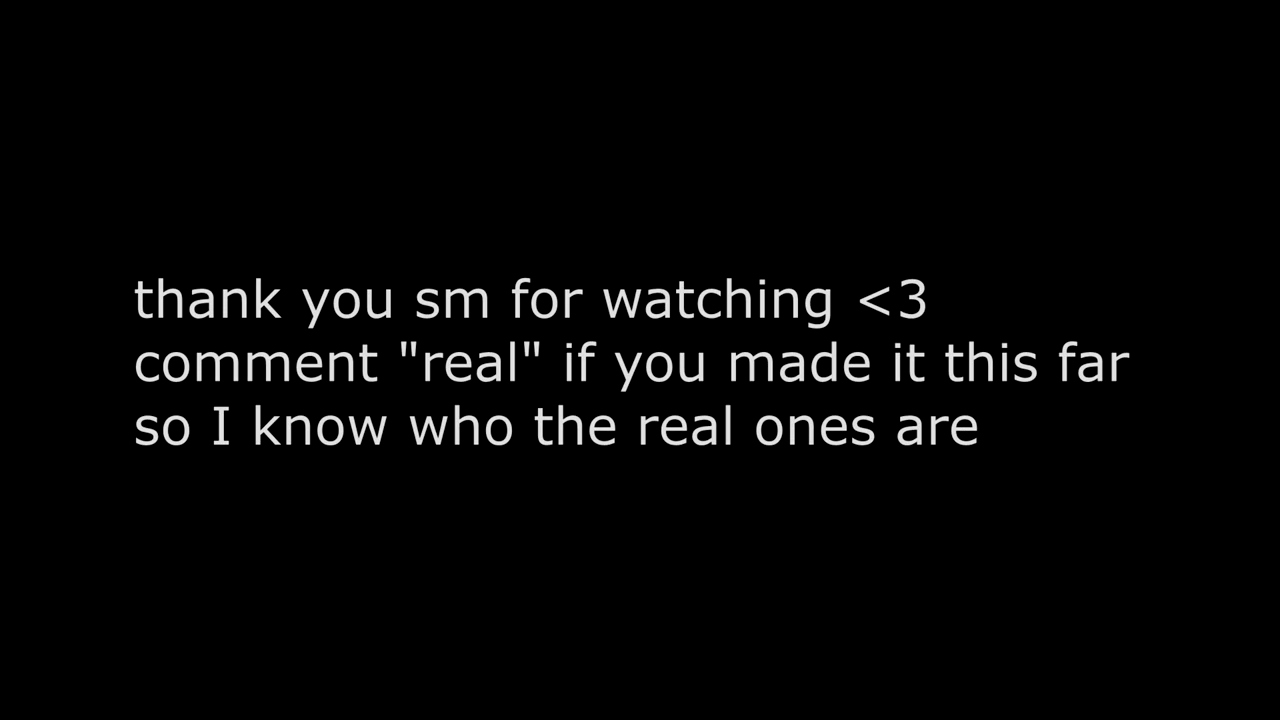 thank you sm for watching <3
comment "real" if you made it this far
so I know who the real ones are